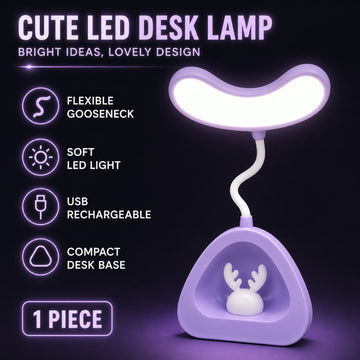 CUTE LED DESK LAMP
BRIGHT IDEAS, LOVELY DESIGN
FLEXIBLE
GOOSENECK
SOFT
LED LIGHT
USB
RECHARGEABLE
COMPACT
DESK BASE
1 PIECE